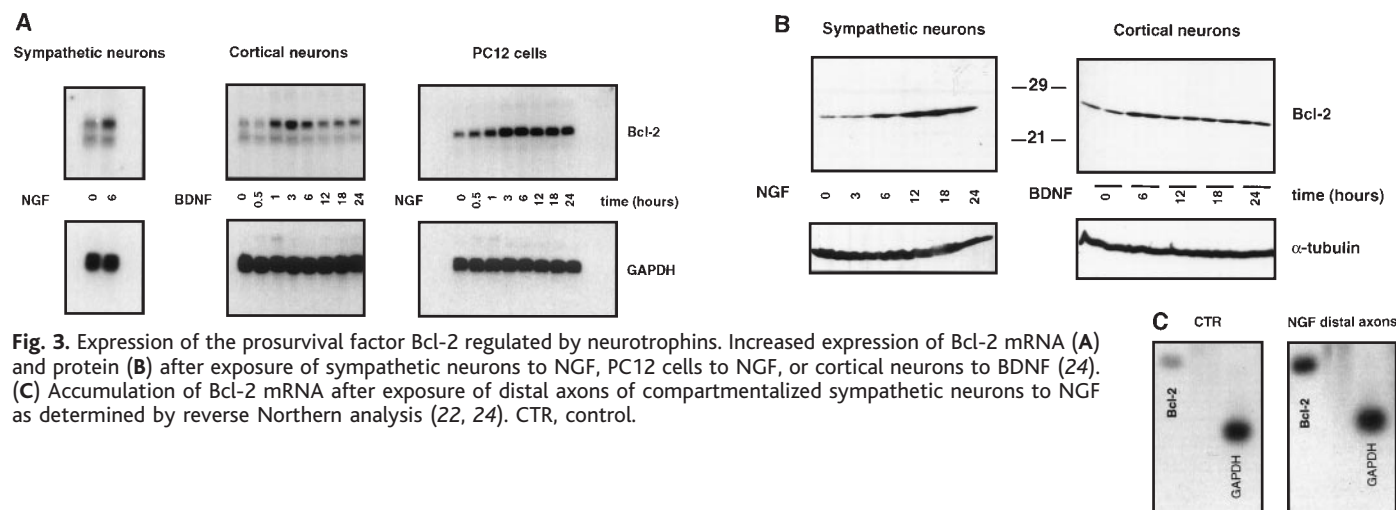 A
Sympathetic neurons
Cortical neurons
PC12 cells
Bcl-2
NGF 0 6
BDNF 0 0.5 1 3 6 12 18 24
NGF 0 0.5 1 3 6 12 18 24 time (hours)
GAPDH
B
Sympathetic neurons
Cortical neurons
—29—
Bcl-2
—21—
NGF 0 3 6 12 18 24
BDNF 0 6 12 18 24 time (hours)
α-tubulin
Fig. 3. Expression of the prosurvival factor Bcl-2 regulated by neurotrophins. Increased expression of Bcl-2 mRNA (A)
and protein (B) after exposure of sympathetic neurons to NGF, PC12 cells to NGF, or cortical neurons to BDNF (24).
(C) Accumulation of Bcl-2 mRNA after exposure of distal axons of compartmentalized sympathetic neurons to NGF
as determined by reverse Northern analysis (22, 24). CTR, control.
C
CTR
NGF distal axons
Bcl-2
GAPDH
Bcl-2
GAPDH